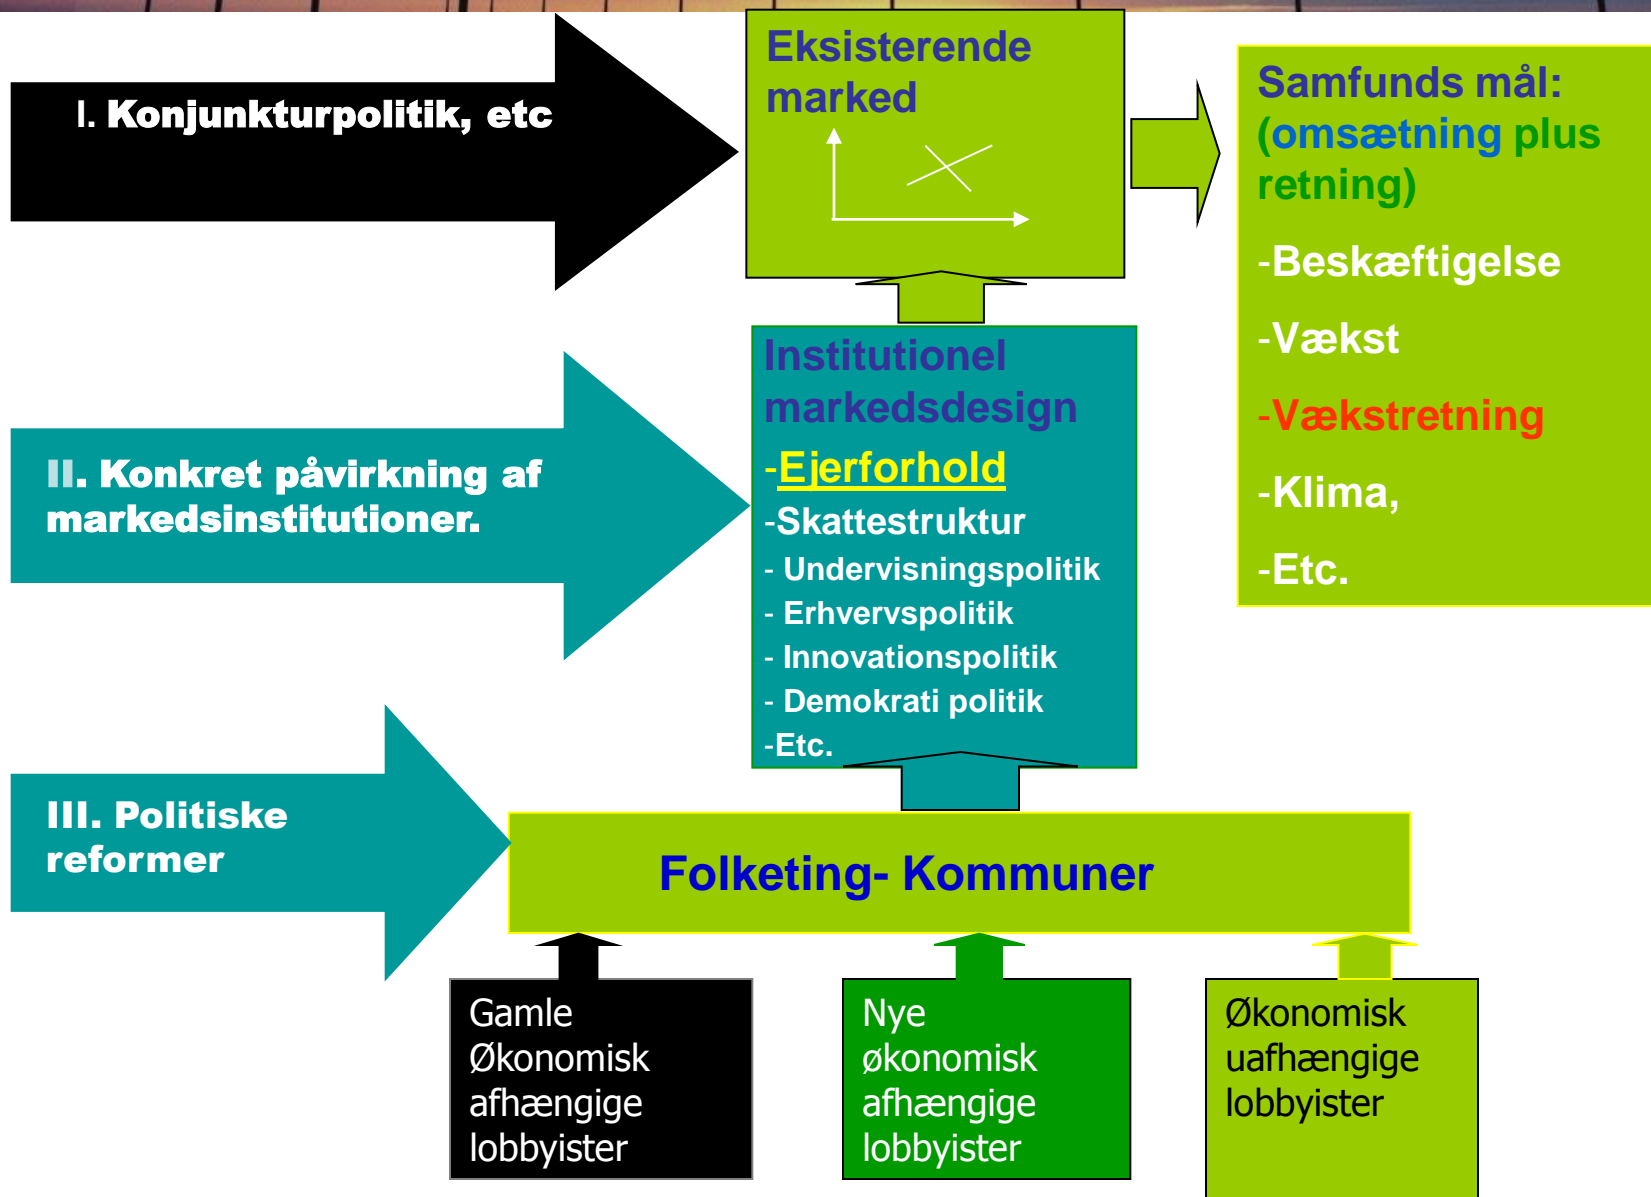 I. Konjunkturpolitik, etc
Eksisterende
marked
Samfunds mål:
(omsætning plus
retning)
-Beskæftigelse
-Vækst
-Vækstretning
-Klima,
-Etc.
II. Konkret påvirkning af
markedsinstitutioner.
Institutionel
markedsdesign
-Ejerforhold
-Skattestruktur
- Undervisningspolitik
- Erhvervspolitik
- Innovationspolitik
- Demokrati politik
-Etc.
III. Politiske
reformer
Folketing- Kommuner
Gamle
Økonomisk
afhængige
lobbyister
Nye
økonomisk
afhængige
lobbyister
Økonomisk
uafhængige
lobbyister